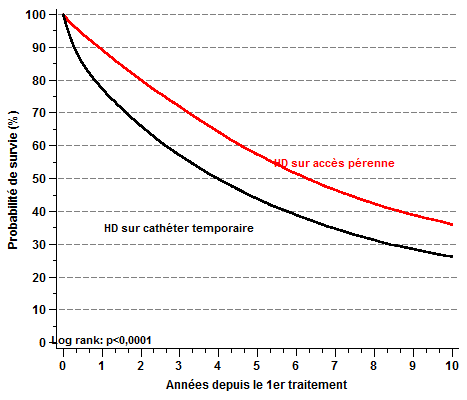 100
90
80
70
60
50
40
30
20
10
0
Probabilité de survie (%)
HD sur accès pérenne
HD sur cathéter temporaire
Log rank: p<0,0001
0 1 2 3 4 5 6 7 8 9 10
Années depuis le 1er traitement